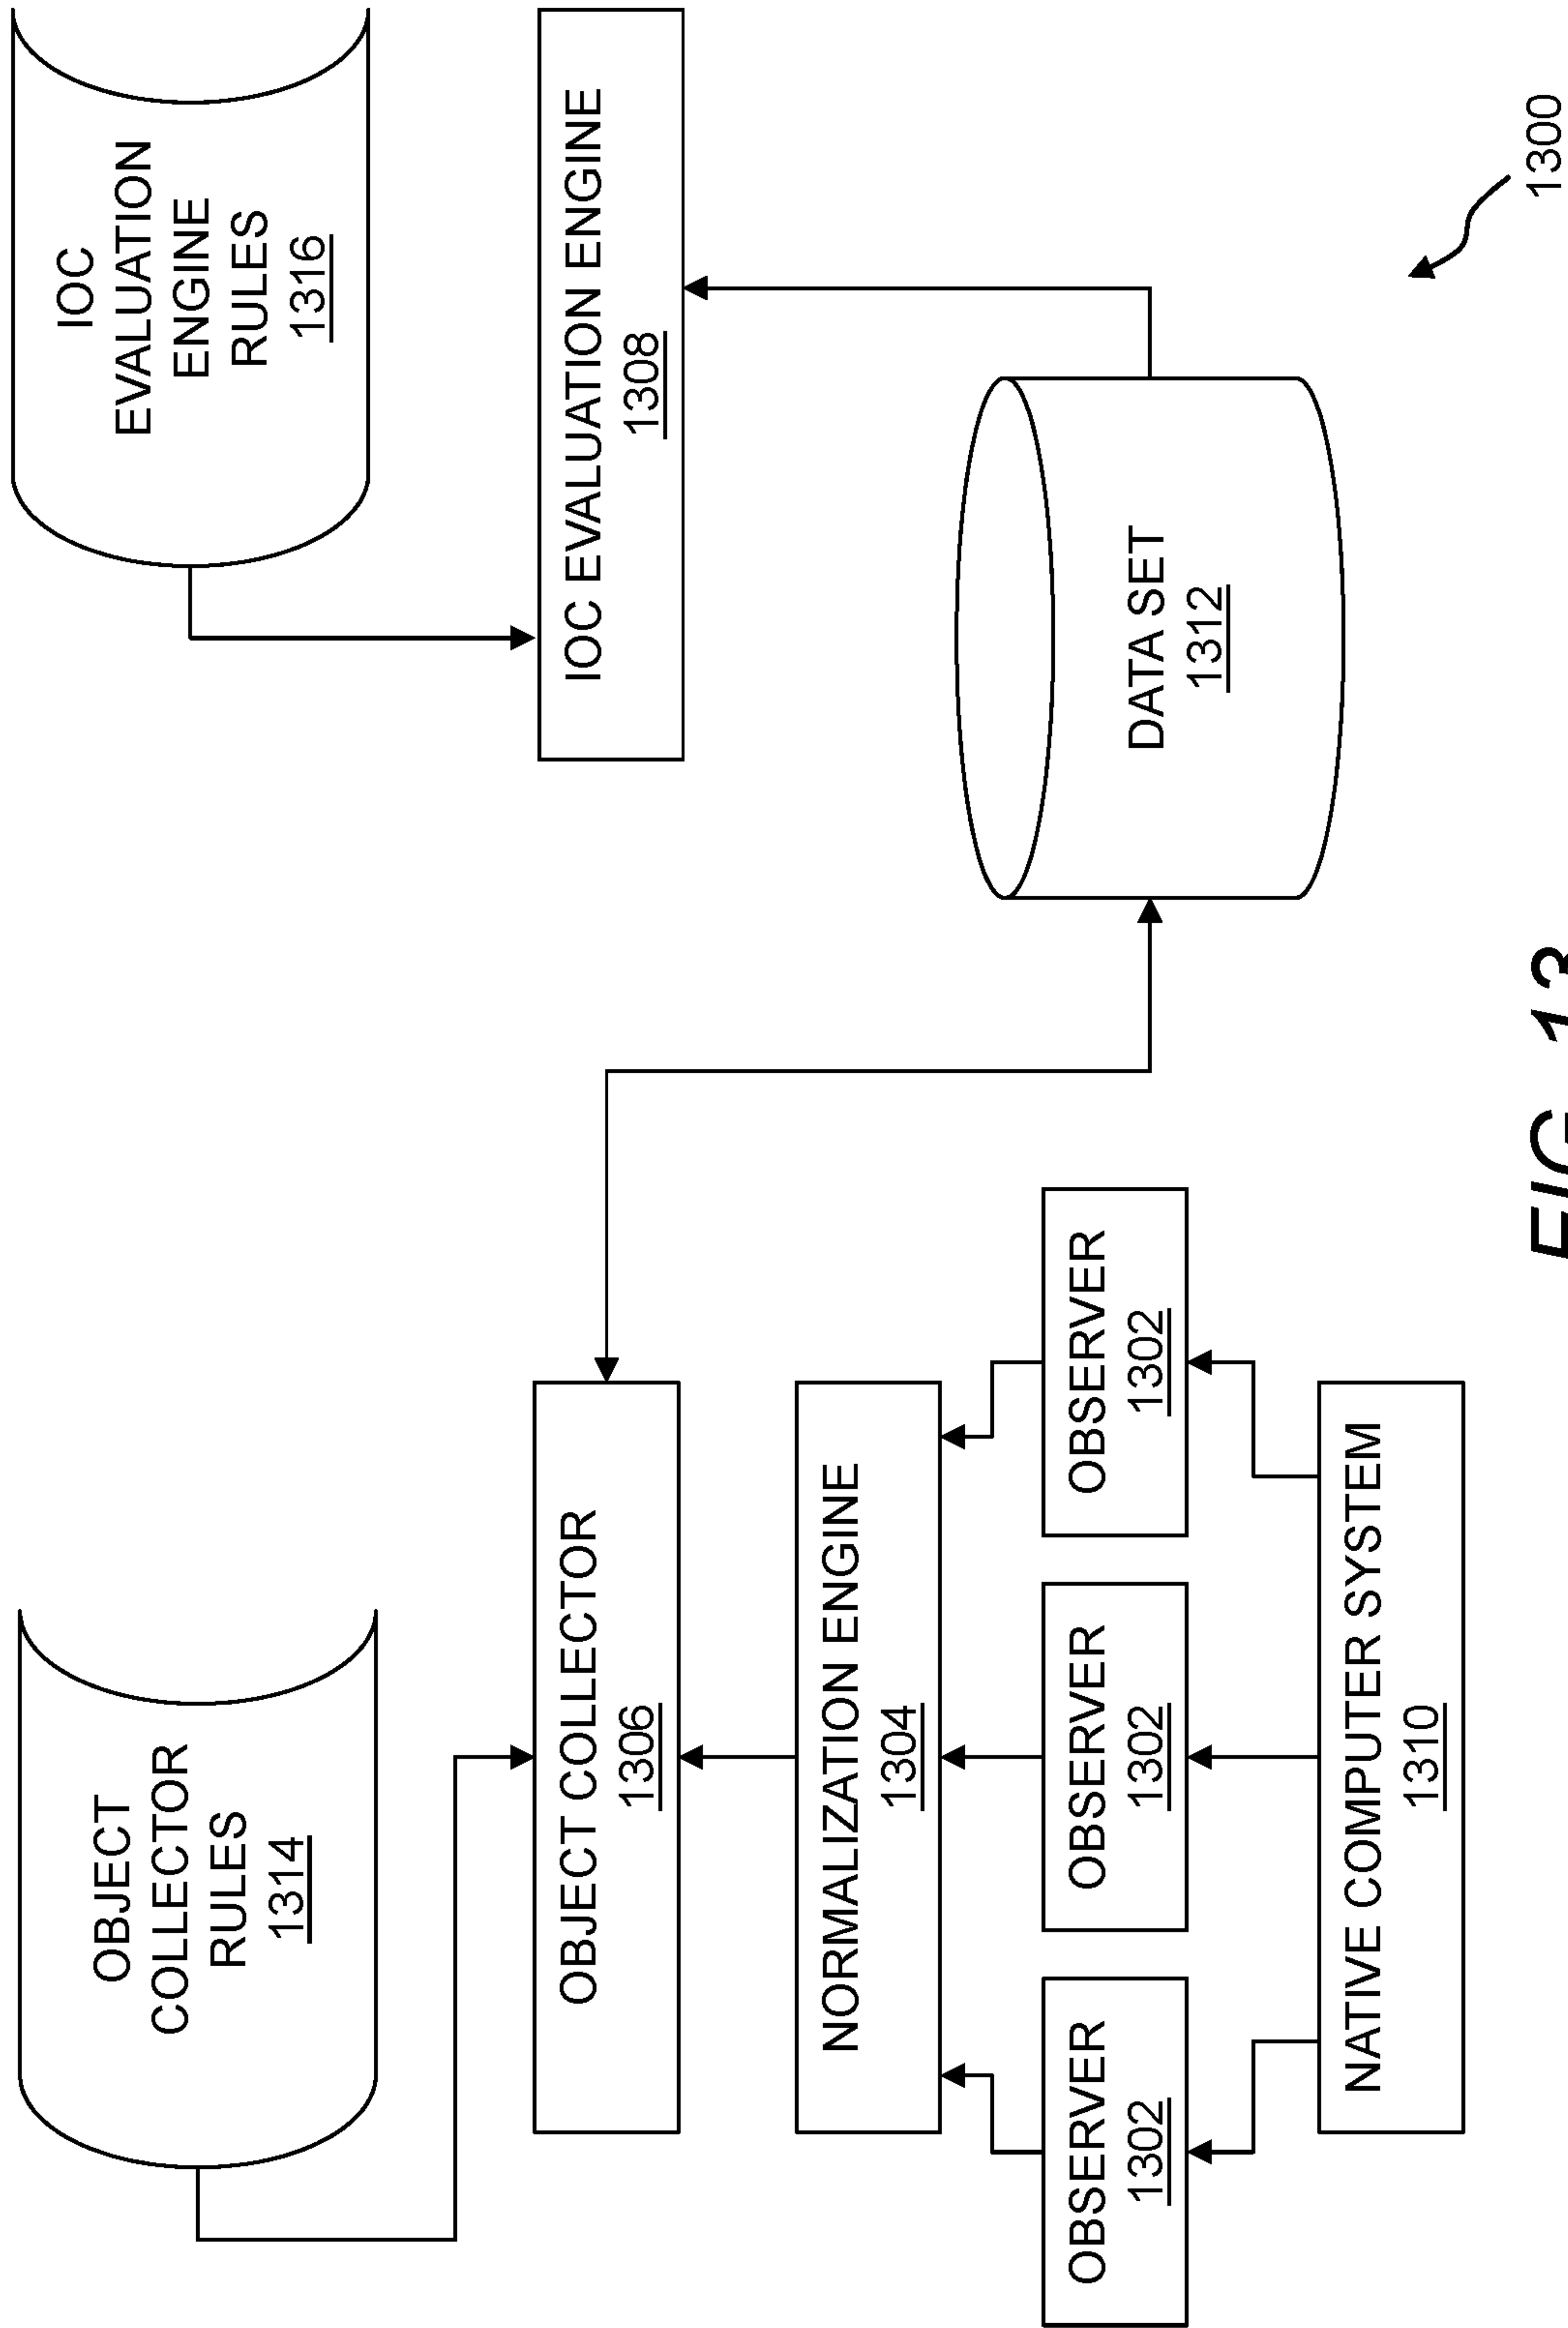 OBJECT
COLLECTOR
RULES
1314
IOC
EVALUATION
ENGINE
RULES
1316
OBJECT COLLECTOR
1306
IOC EVALUATION ENGINE
1308
NORMALIZATION ENGINE
1304
OBSERVER
1302
OBSERVER
1302
OBSERVER
1302
DATA SET
1312
NATIVE COMPUTER SYSTEM
1310
1300
FIG. 13